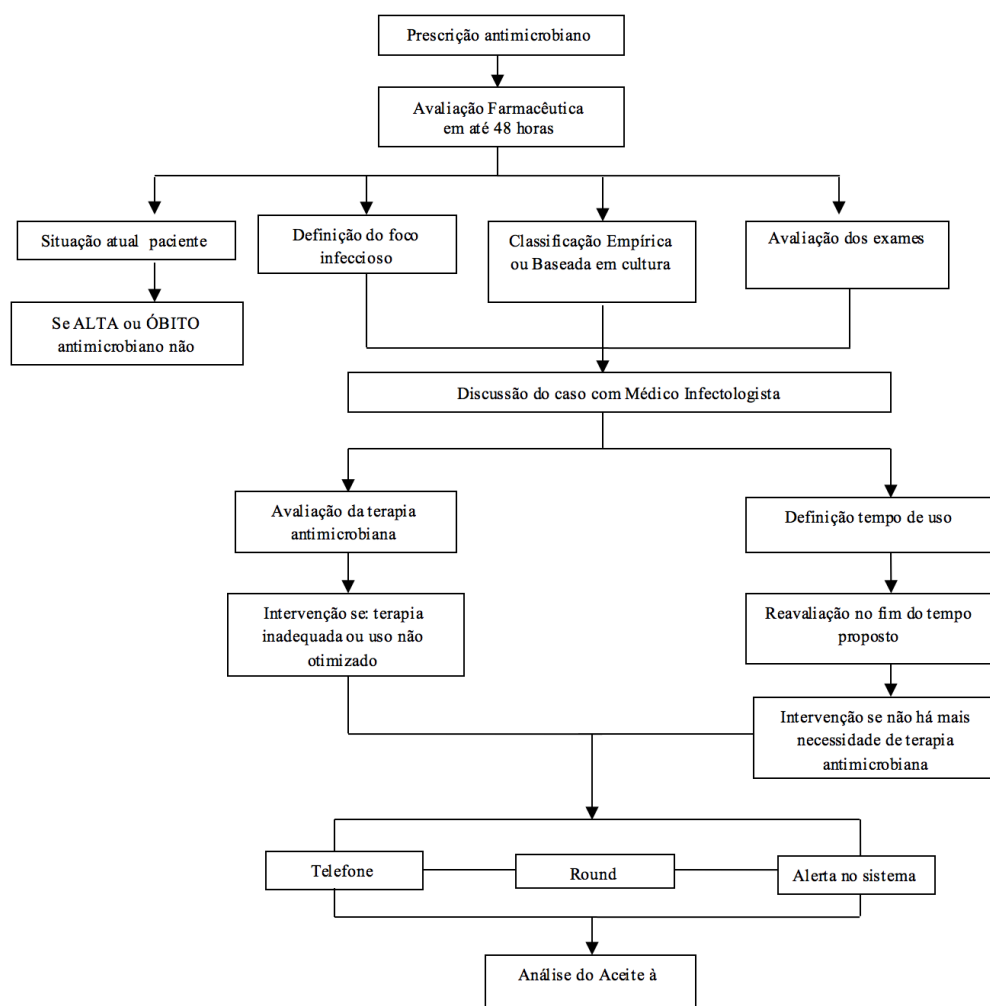 Prescrição antimicrobiano
Avaliação Farmacêutica
em até 48 horas
Situação atual paciente
Definição do foco
infeccioso
Classificação Empírica
ou Baseada em cultura
Avaliação dos exames
Se ALTA ou ÓBITO
antimicrobiano não
Discussão do caso com Médico Infectologista
Avaliação da terapia
antimicrobiana
Definição tempo de uso
Intervenção se: terapia
inadequada ou uso não
otimizado
Reavaliação no fim do tempo
proposto
Intervenção se não há mais
necessidade de terapia
antimicrobiana
Telefone
Round
Alerta no sistema
Análise do Aceite à